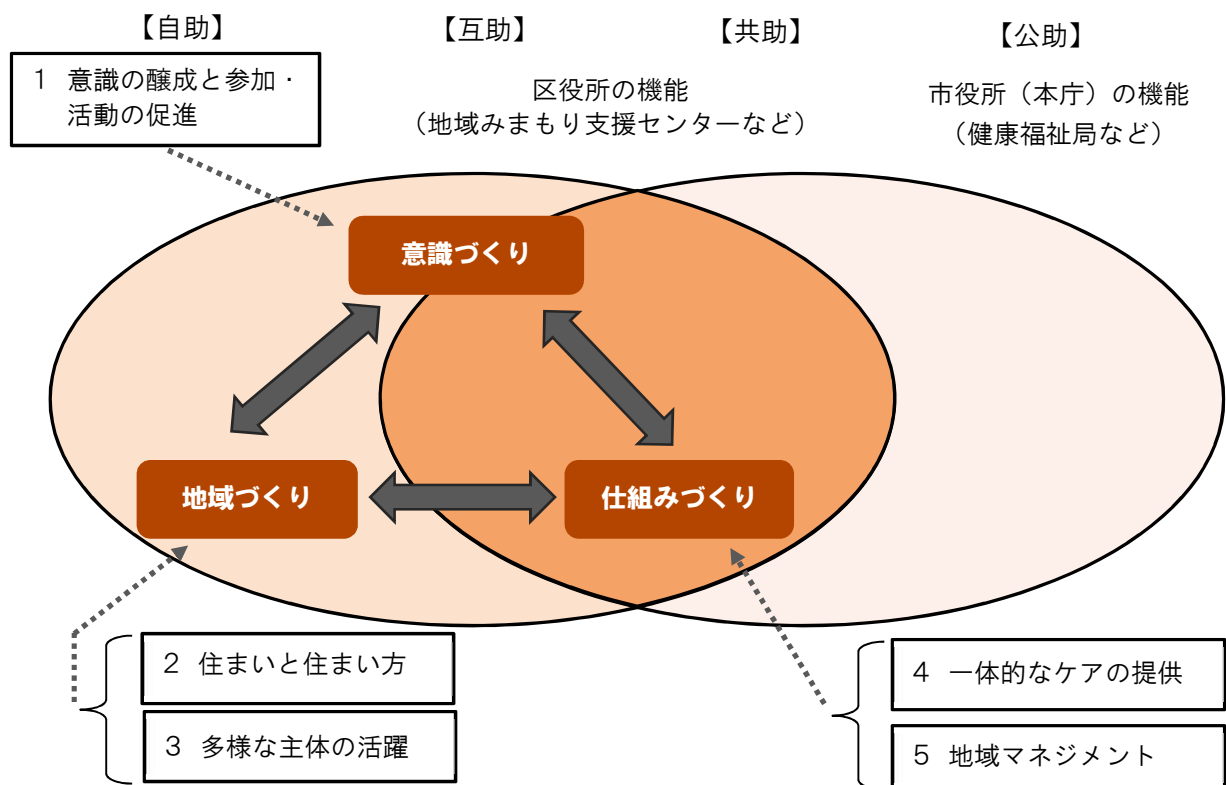 【自助】 【互助】 【共助】 【公助】
1 意識の醸成と参加・
活動の促進
区役所の機能
（地域みまもり支援センターなど）
市役所（本庁）の機能
（健康福祉局など）
意識づくり
地域づくり
仕組みづくり
2 住まいと住まい方
3 多様な主体の活躍
4 一体的なケアの提供
5 地域マネジメント